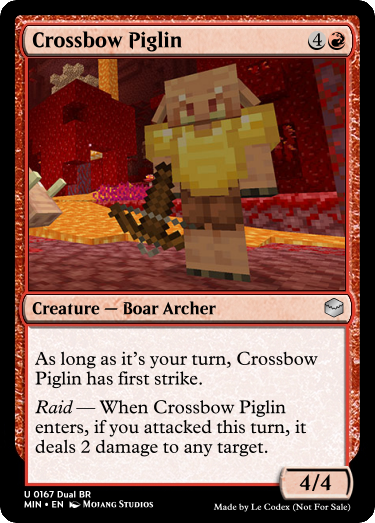 Crossbow Piglin 4
Creature — Boar Archer
As long as it's your turn, Crossbow
Piglin has first strike.
Raid — When Crossbow Piglin
enters, if you attacked this turn, it
deals 2 damage to any target.
4/4
U 0167 Dual BR
MIN • EN Mojang Studios
Made by Le Codex (Not For Sale)